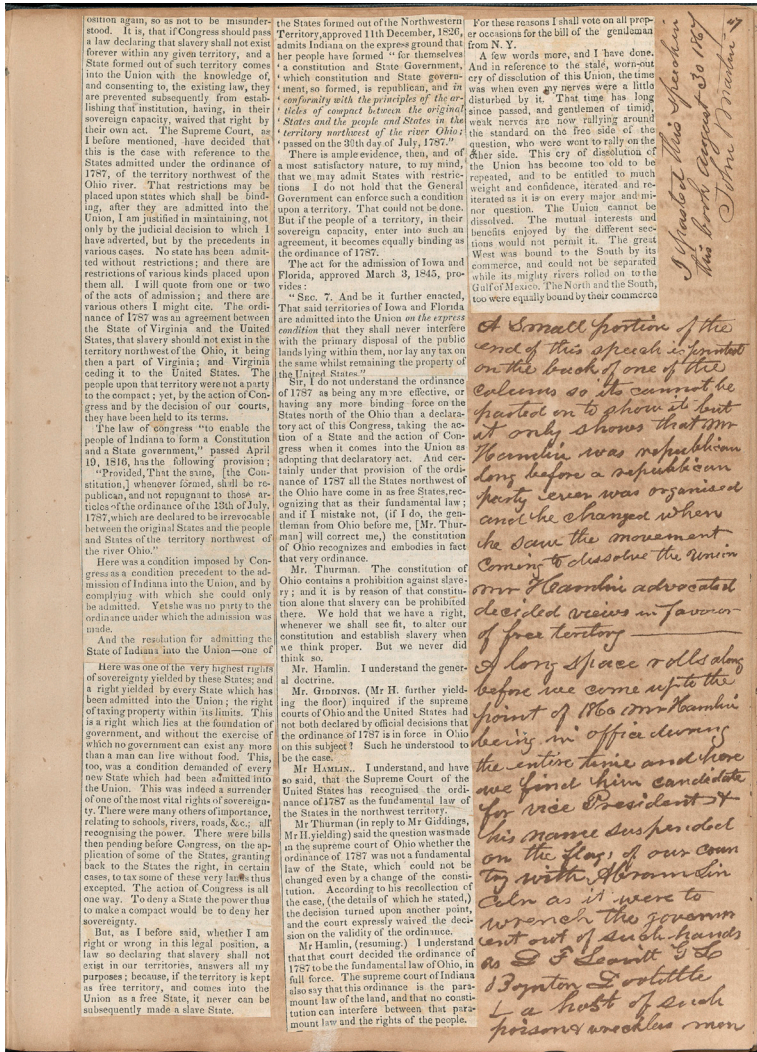 osition again, so as not to be misunder-
stood. It is, that if Congress should pass
a law declaring that slavery shall not exist
forever within any given territory, and a
State formed out of such territory comes
into the Union with the knowledge of,
and consenting to, the existing law, they
are prevented subsequently from estab-
lishing that institution, having, in their
sovereign capacity, waived that right by
their own act. The Supreme Court, as
I before mentioned, have decided that
this is the case with reference to the
States admitted under the ordinance of
1787, of the territory northwest of the
Ohio river. That restrictions may be
placed upon states which shall be bind-
ing, after they are admitted into the
Union, I am justified in maintaining, not
only by the judicial decision to which I
have adverted, but by the precedents in
various cases. No state has been admit-
ted without restrictions; and there are
restrictions of various kinds placed upon
them all. I will quote from one or two
of the acts of admission; and there are
various others I might cite. The ordi-
nance of 1787 was an agreement between
the State of Virginia and the United
States, that slavery should not exist in the
territory northwest of the Ohio, it being
then a part of Virginia; and Virginia
ceding it to the United States. The
people upon that territory were not a party
to the compact; yet, by the action of Con-
gress and by the decision of our courts,
they have been held to its terms.
The law of congress "to enable the
people of Indiana to form a Constitution
and a State government," passed April
19, 1816, has the following provision;
"Provided, That the same, [the Con-
stitution,] whenever formed, shall be re-
publican, and not repugnant to those ar-
ticles of the ordinance of the 13th of July,
1787, which are declared to be irrevocable
between the original States and the people
and States of the territory northwest of
the river Ohio."
Here was a condition imposed by Con-
gress as a condition precedent to the ad-
mission of Indiana into the Union, and by
complying with which she could only
be admitted. Yet she was no party to the
ordinance under which the admission was
made.
And the resolution for admitting the
State of Indiana into the Union—one of
Here was one of the very highest rights
of sovereignty yielded by these States; and
a right yielded by every State which has
been admitted into the Union; the right
of taxing property within its limits. This
is a right which lies at the foundation of
government, and without the exercise of
which no government can exist any more
than a man can live without food. This,
too, was a condition demanded of every
new State which had been admitted into
the Union. This was indeed a surrender
of one of the most vital rights of sovereign-
ty. There were many others of importance,
relating to schools, rivers, roads, &c.; all
recognising the power. There were bills
then pending before Congress, on the ap-
plication of some of the States, granting
back to the States the right, in certain
cases, to tax some of these very lands thus
excepted. The action of Congress is all
one way. To deny a State the power thus
to make a compact would be to deny her
sovereignty.
But, as I before said, whether I am
right or wrong in this legal position, a
law so declaring that slavery shall not
exist in our territories, answers all my
purposes; because, if the territory is kept
as free territory, and comes into the
Union as a free State, it never can be
subsequently made a slave State.
the States formed out of the Northwestern
Territory, approved 11th December, 1826,
admits Indiana on the express ground that
her people have formed " for themselves
' a constitution and State Government,
' which constitution and State govern-
' ment, so formed, is republican, and in
' conformity with the principles of the ar-
' ticles of compact between the original
' States and the people and States in the
' territory northwest of the river Ohio;
' passed on the 30th day of July, 1787."
There is ample evidence, then, and of
a most satisfactory nature, to my mind,
that we may admit States with restric-
tions I do not hold that the General
Government can enforce such a condition
upon a territory. That could not be done.
But if the people of a territory, in their
sovereign capacity, enter into such an
agreement, it becomes equally binding as
the ordinance of 1787.
The act for the admission of Iowa and
Florida, approved March 3, 1845, pro-
vides:
" SEC. 7. And be it further enacted,
That said territories of Iowa and Florida
are admitted into the Union on the express
condition that they shall never interfere
with the primary disposal of the public
lands lying within them, nor lay any tax on
the same whilst remaining the property of
the United States."
Sir, I do not understand the ordinance
of 1787 as being any more effective, or
having any more binding force on the
States north of the Ohio than a declara-
tory act of this Congress, taking the ac-
tion of a State and the action of Con-
gress when it comes into the Union as
adopting that declaratory act. And cer-
tainly under that provision of the ordi-
nance of 1787 all the States northwest of
the Ohio have come in as free States, rec-
ognizing that as their fundamental law;
and if I mistake not, (if I do, the gen-
tleman from Ohio before me, [Mr. Thur-
man] will correct me,) the constitution
of Ohio recognizes and embodies in fact
that very ordinance.
Mr. Thurman. The constitution of
Ohio contains a prohibition against slave-
ry; and it is by reason of that constitu-
tion alone that slavery can be prohibited
there. We hold that we have a right,
whenever we shall see fit, to alter our
constitution and establish slavery when
we think proper. But we never did
think so.
Mr. Hamlin. I understand the gener-
al doctrine.
Mr. GIDDINGS. (Mr H. further yield-
ing the floor) inquired if the supreme
courts of Ohio and the United States had
not both declared by official decisions that
the ordinance of 1787 is in force in Ohio
on this subject? Such he understood to
be the case.
Mr HAMLIN. I understand, and have
so said, that the Supreme Court of the
United States has recognised the ordi-
nance of 1787 as the fundamental law of
the States in the northwest territory.
Mr Thurman (in reply to Mr Giddings,
Mr H. yielding) said the question was made
in the supreme court of Ohio whether the
ordinance of 1787 was not a fundamental
law of the State, which could not be
changed even by a change of the consti-
tution. According to his recollection of
the case, (the details of which he stated,)
the decision turned upon another point,
and the court expressly waived the deci-
sion on the validity of the ordinance.
Mr Hamlin, (resuming.) I understand
that that court decided the ordinance of
1787 to be the fundamental law of Ohio, in
full force. The supreme court of Indiana
also say that this ordinance is the para-
mount law of the land, and that no consti-
tution can interfere between that para-
mount law and the rights of the people.
For these reasons I shall vote on all prop-
er occasions for the bill of the gentleman
from N. Y.
A few words more, and I have done.
And in reference to the stale, worn-out
cry of dissolution of this Union, the time
was when even my nerves were a little
disturbed by it. That time has long
since passed, and gentlemen of timid,
weak nerves are now rallying around
the standard on the free side of the
question, who were wont to rally on the
other side. This cry of dissolution of
the Union has become too old to be
repeated, and to be entitled to much
weight and confidence, iterated and re-
iterated as it is on every major and mi-
nor question. The Union cannot be
dissolved. The mutual interests and
benefits enjoyed by the different sec-
tions would not permit it. The great
West was bound to the South by its
commerce, and could not be separated
while its mighty rivers rolled on to the
Gulf of Mexico. The North and the South,
too were equally bound by their commerce
I pasted this speech in
this book august 30 1864
John Martin
47
A Small portion of the
end of this speech is printed
on the back of one of the
colums so its cannot be
pasted on to show it but
it only shows that Mr
Hamlin was republican
long before a republican
party ever was organised
and he changed when
he saw the movement
coming to dissolve the union
Mr Hamlin advocated
decided views in favour
of free teritory
A long space rolls along
before we come up to the
point of 1860 Mr Hamlin
being in office during
the entire time and here
we find him candidate
for vice President &
his name suspended
on the flags of our coun
try with Abram Lin
coln as it were to
wrench the governm
ent out of such hands
as D F Leavitt G L
Boynton Doolittle
& a host of such
poison & wreckless men